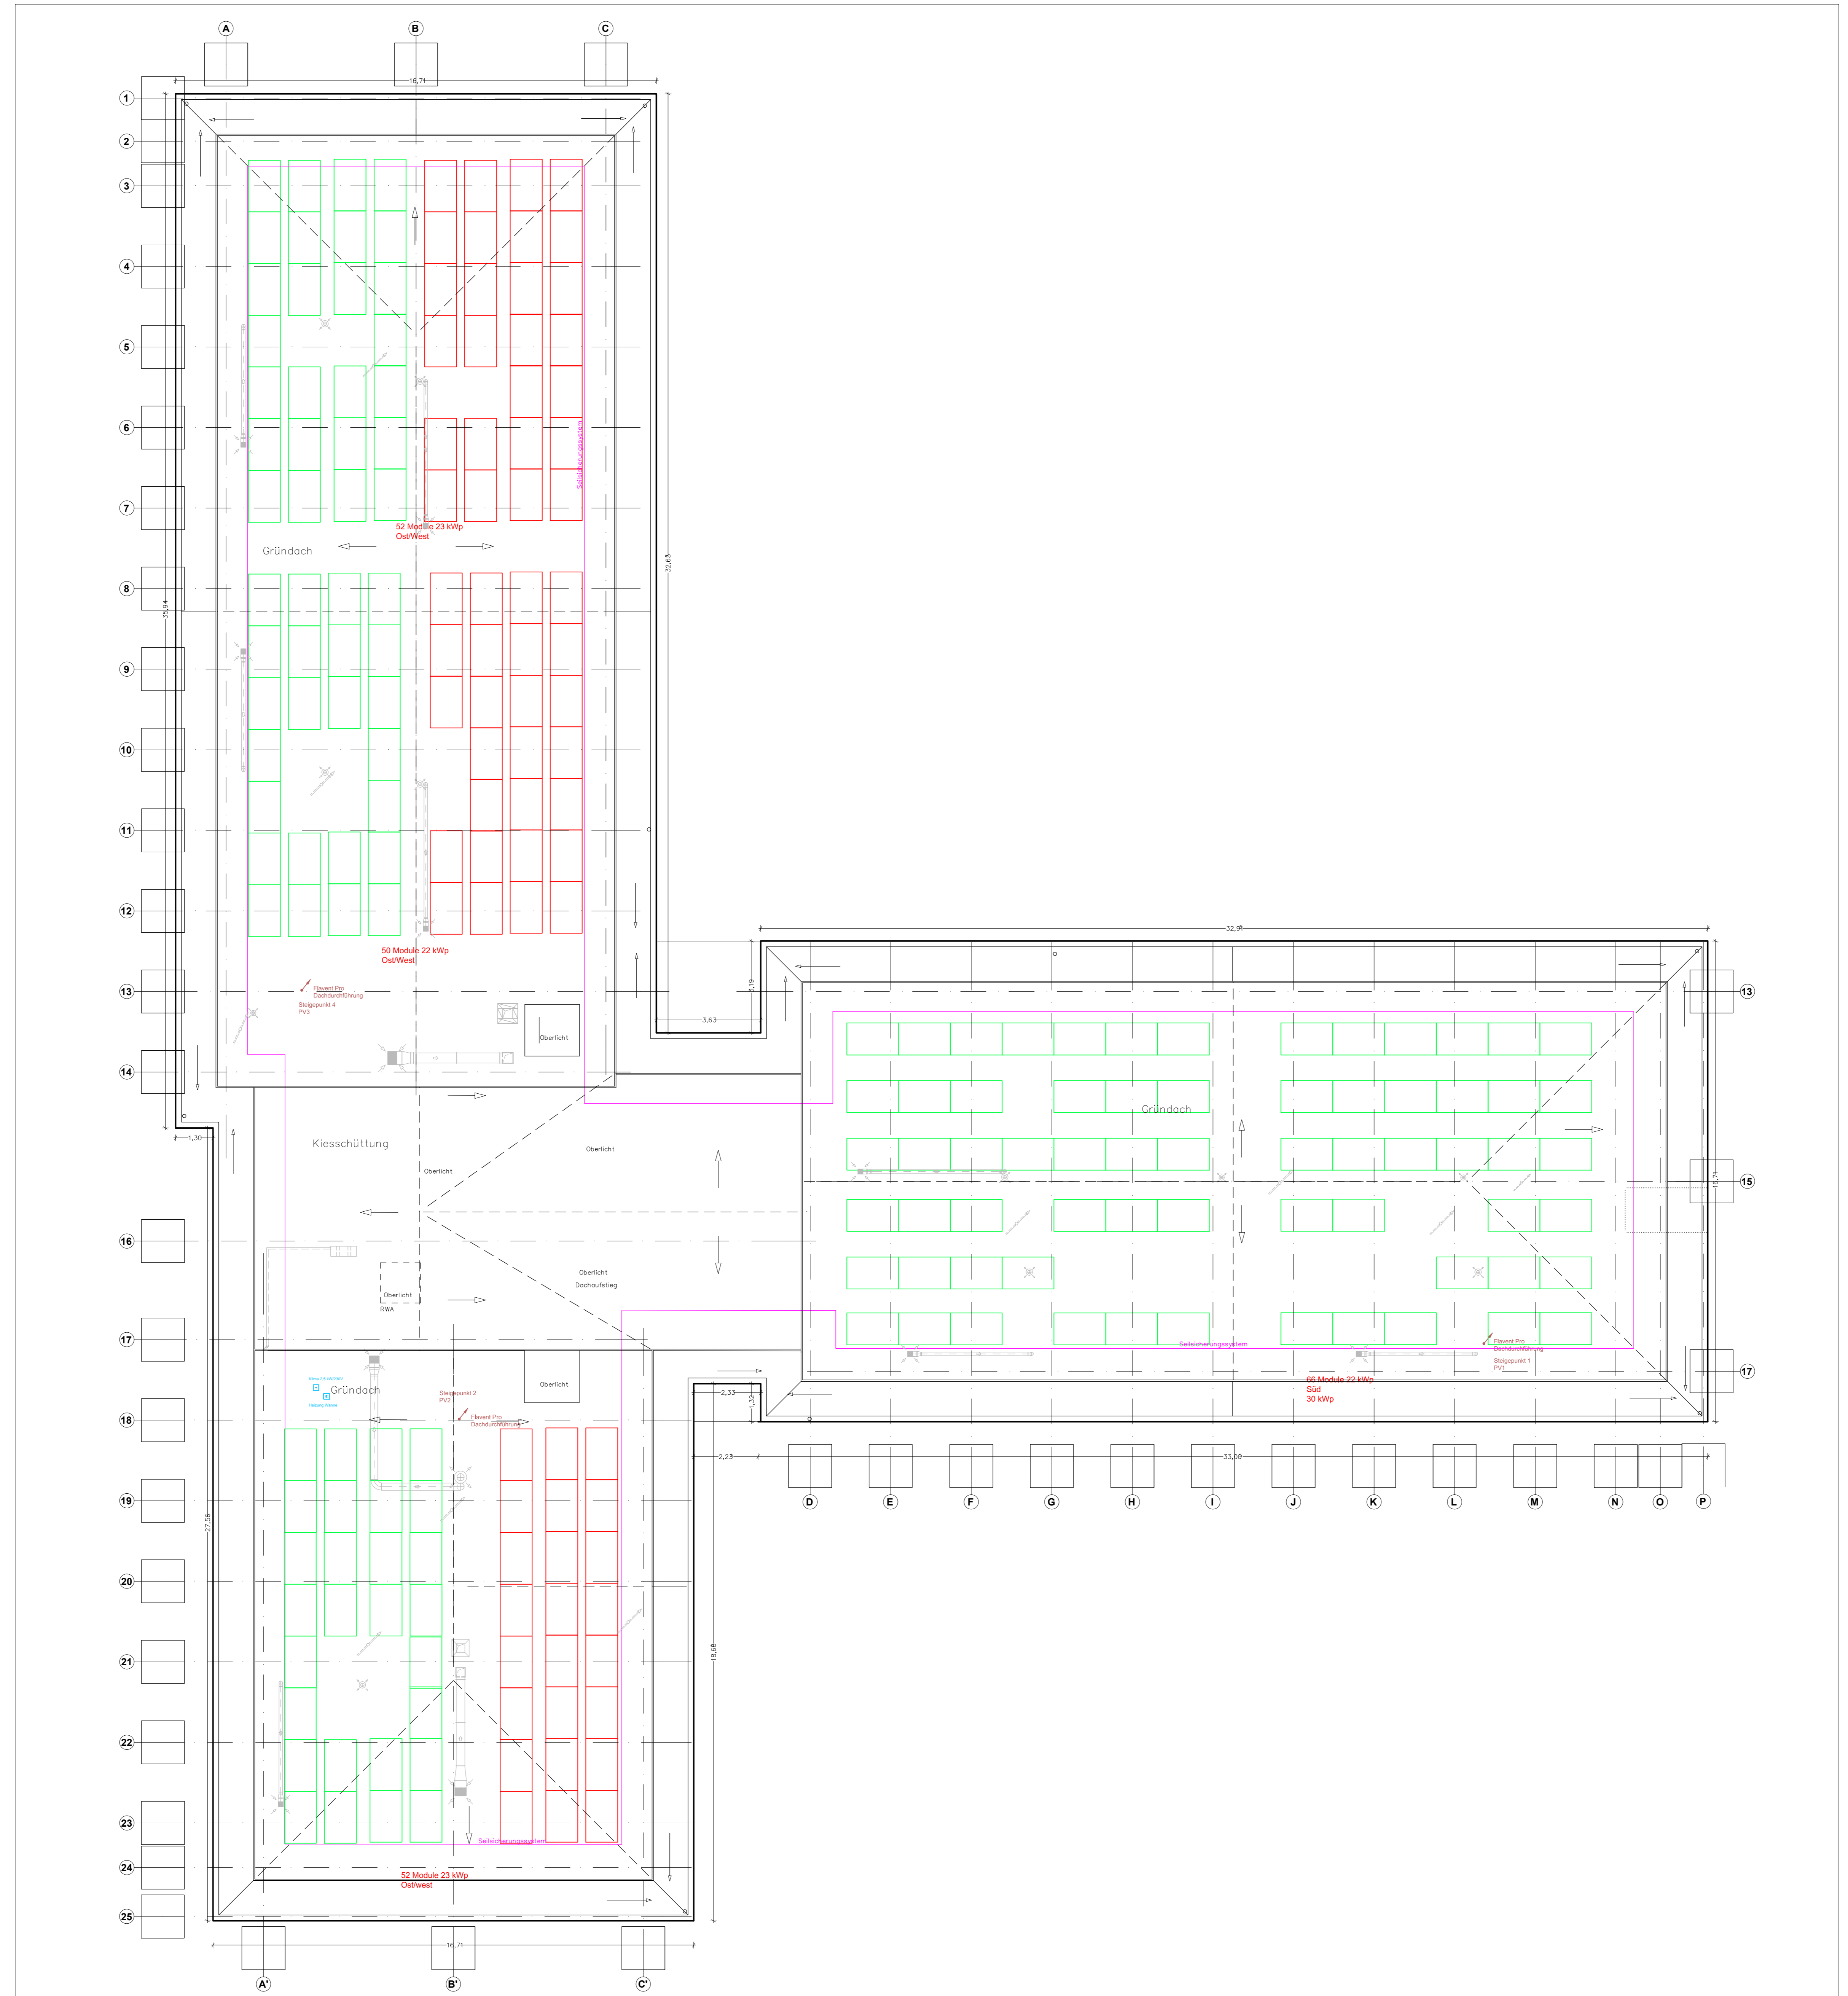 A
B
C
16,71
1
2
3
4
5
6
7
Seilsicherungssystem
52 Module 23 kWp
Ost/West
Gründach
32,63
8
35,94
9
10
11
12
50 Module 22 kWp
Ost/West
32,91
13
Flavent Pro
Dachdurchführung
Steigepunkt 4
PV3
3,19
3,63
13
Oberlicht
14
Gründach
1,30
Kiesschüttung
Oberlicht
Oberlicht
15
16,71
16
Oberlicht
Dachaufstieg
Oberlicht
RWA
17
Seilsicherungssystem
Flavent Pro
Dachdurchführung
Steigepunkt 1
PV1
17
66 Module 22 kWp
Süd
30 kWp
Gründach
Oberlicht
Steigepunkt 2
PV2
Flavent Pro
Dachdurchführung
2,33
1,32
18
2,23
33,00
D
E
F
G
H
I
J
K
L
M
N
O
P
19
27,56
20
21
18,68
22
23
Seilsicherungssystem
24
52 Module 23 kWp
Ost/west
25
16,71
A'
B'
C'